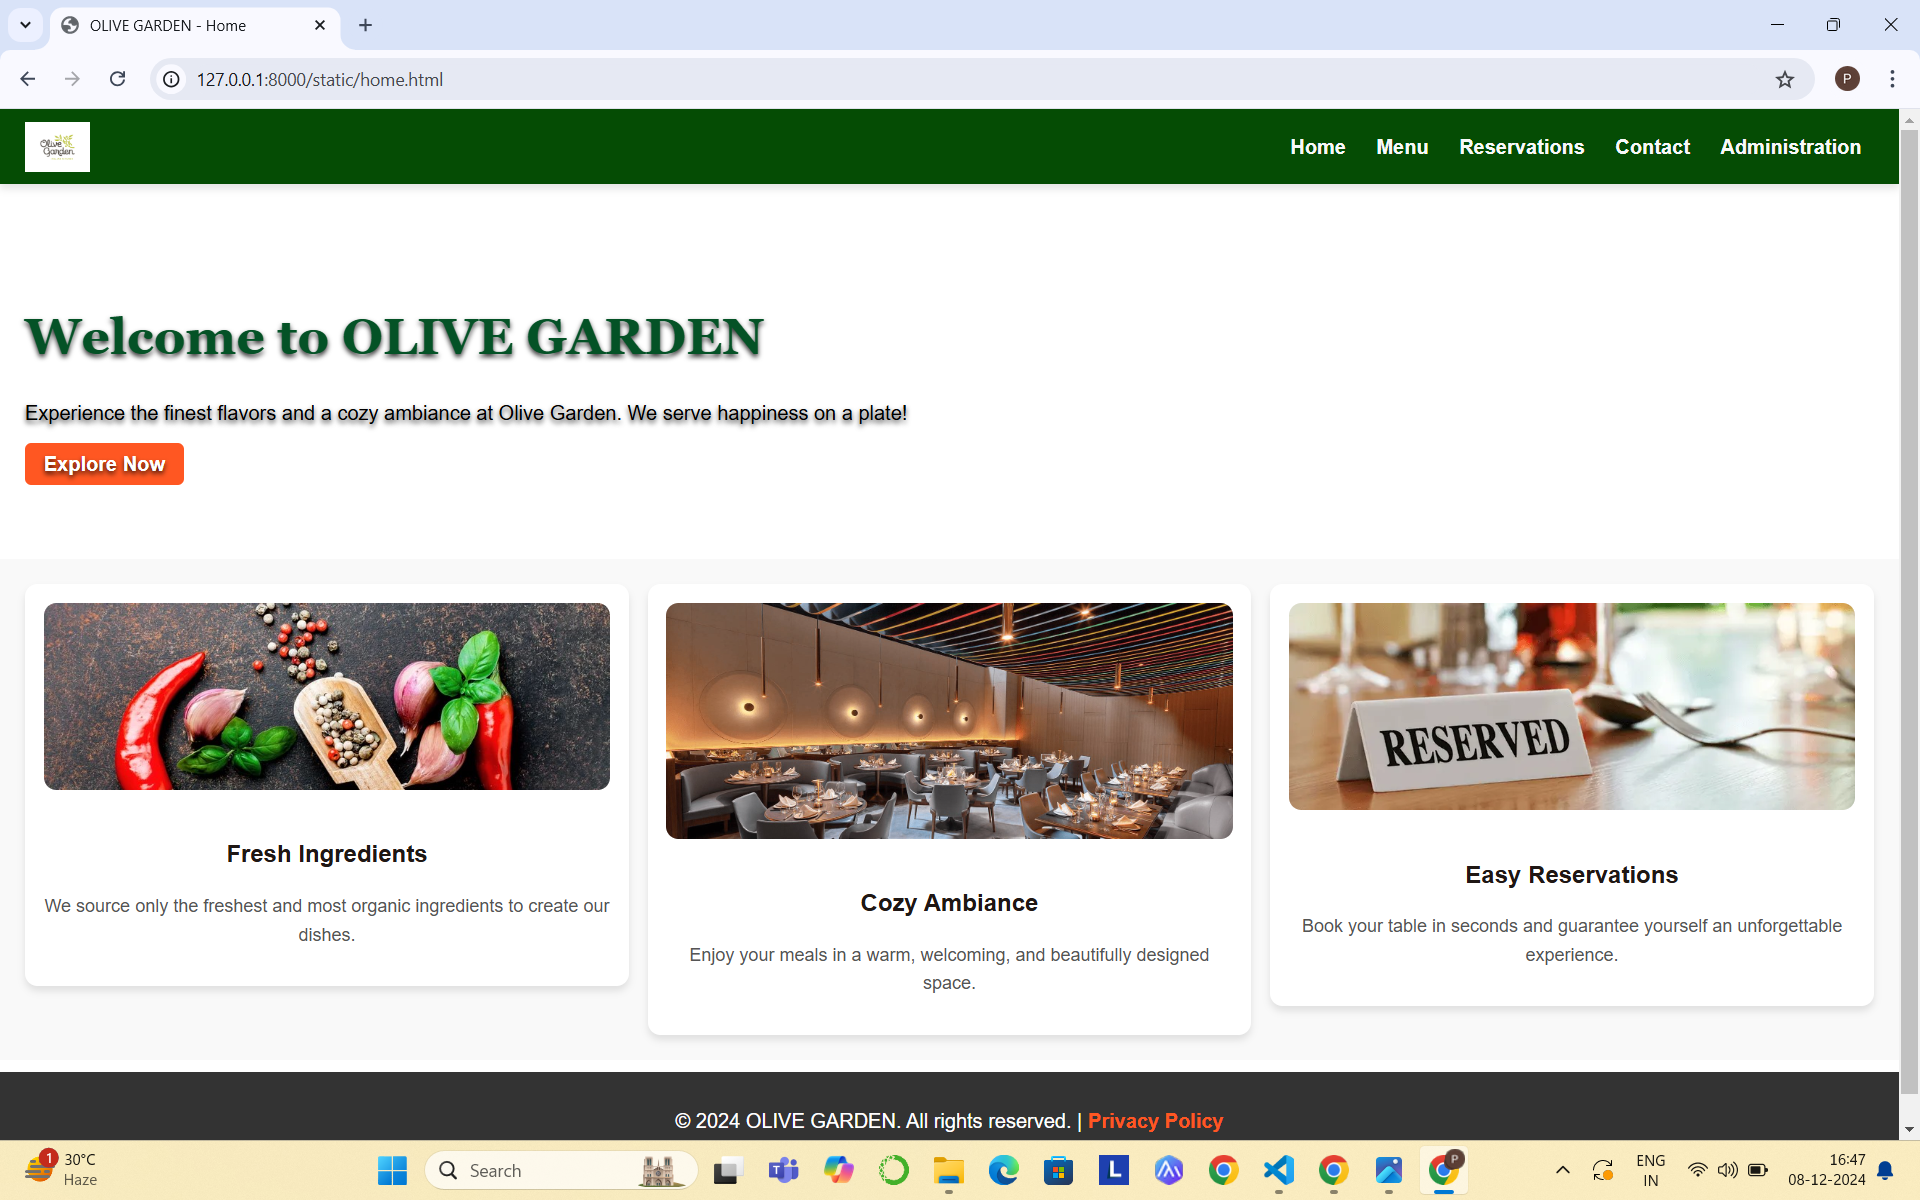 OLIVE GARDEN - Home
127.0.0.1:8000/static/home.html
P
Olive
Garden
Home Menu Reservations Contact Administration
Welcome to OLIVE GARDEN
Experience the finest flavors and a cozy ambiance at Olive Garden. We serve happiness on a plate!
Explore Now
Fresh Ingredients
We source only the freshest and most organic ingredients to create our
dishes.
Cozy Ambiance
Enjoy your meals in a warm, welcoming, and beautifully designed
space.
RESERVED
Easy Reservations
Book your table in seconds and guarantee yourself an unforgettable
experience.
© 2024 OLIVE GARDEN. All rights reserved. | Privacy Policy
1
30°C
Haze
Search
L
P
ENG
IN
16:47
08-12-2024